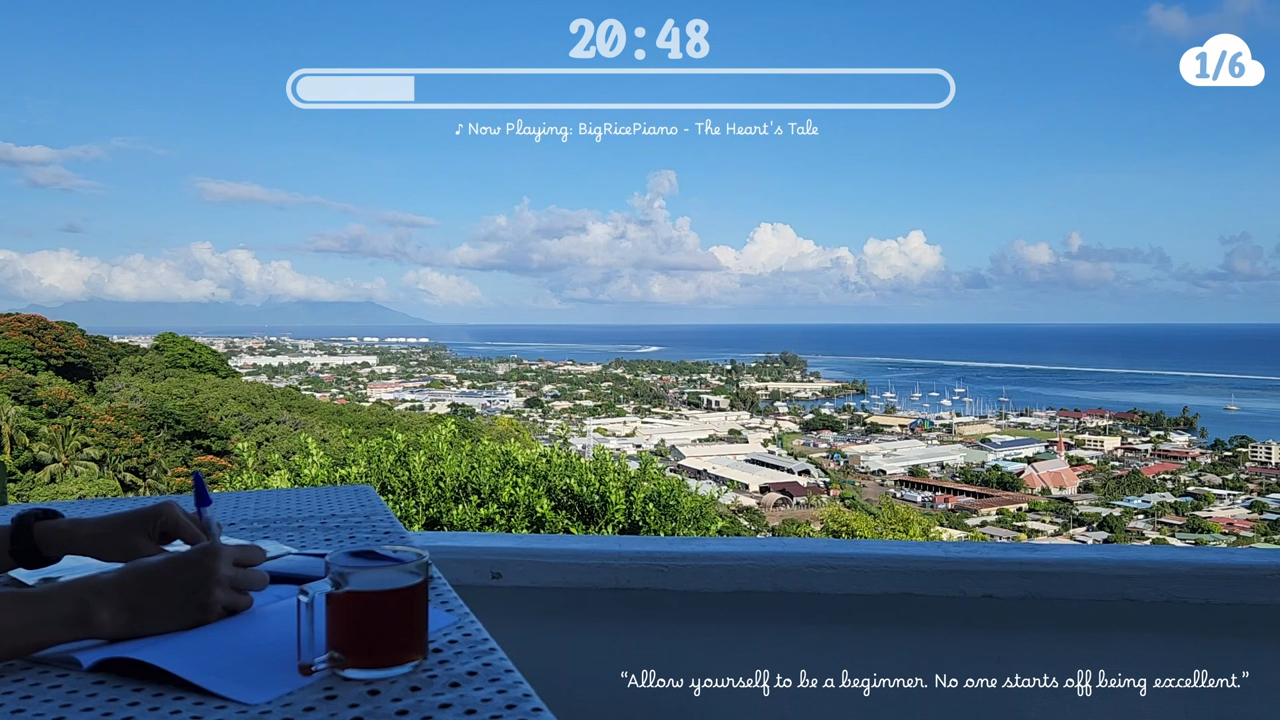 20:48
1/6
♪ Now Playing: BigRicePiano - The Heart's Tale
“Allow yourself to be a beginner. No one starts off being excellent.”